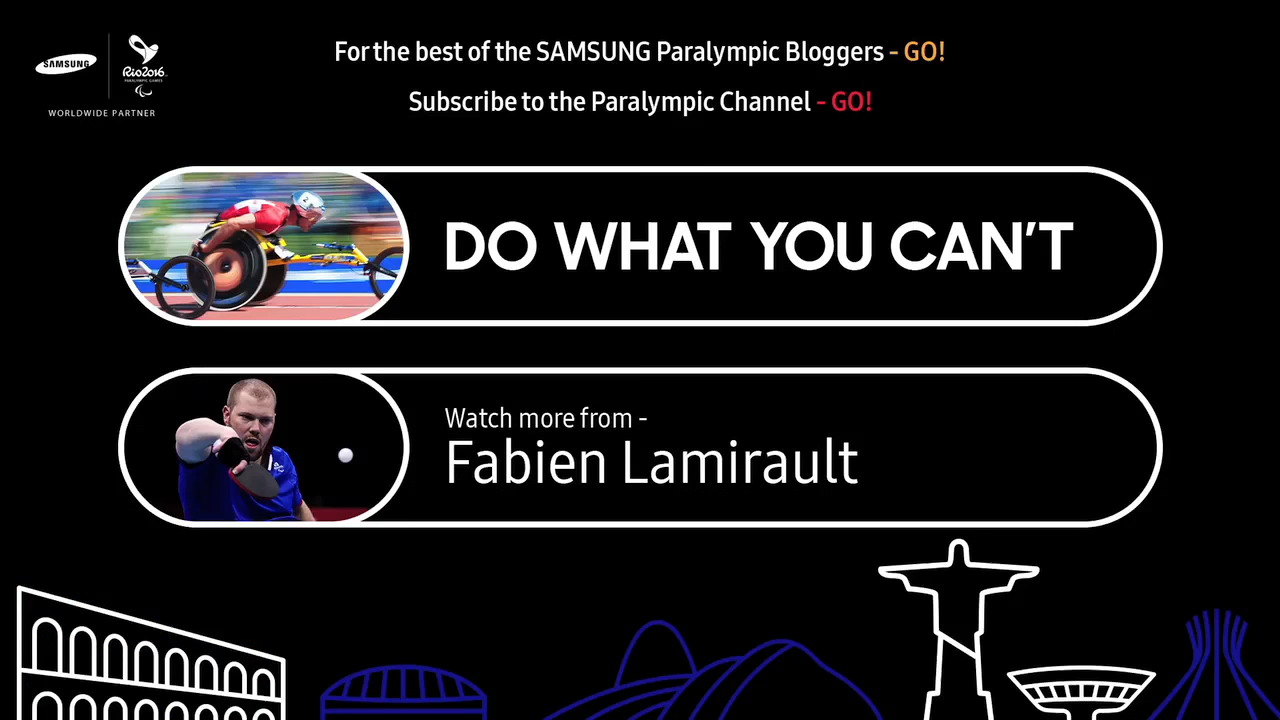 SAMSUNG
Rio2016
PARALYMPIC GAMES
WORLDWIDE PARTNER
For the best of the SAMSUNG Paralympic Bloggers - GO!
Subscribe to the Paralympic Channel - GO!
DO WHAT YOU CAN'T
Watch more from -
Fabien Lamirault